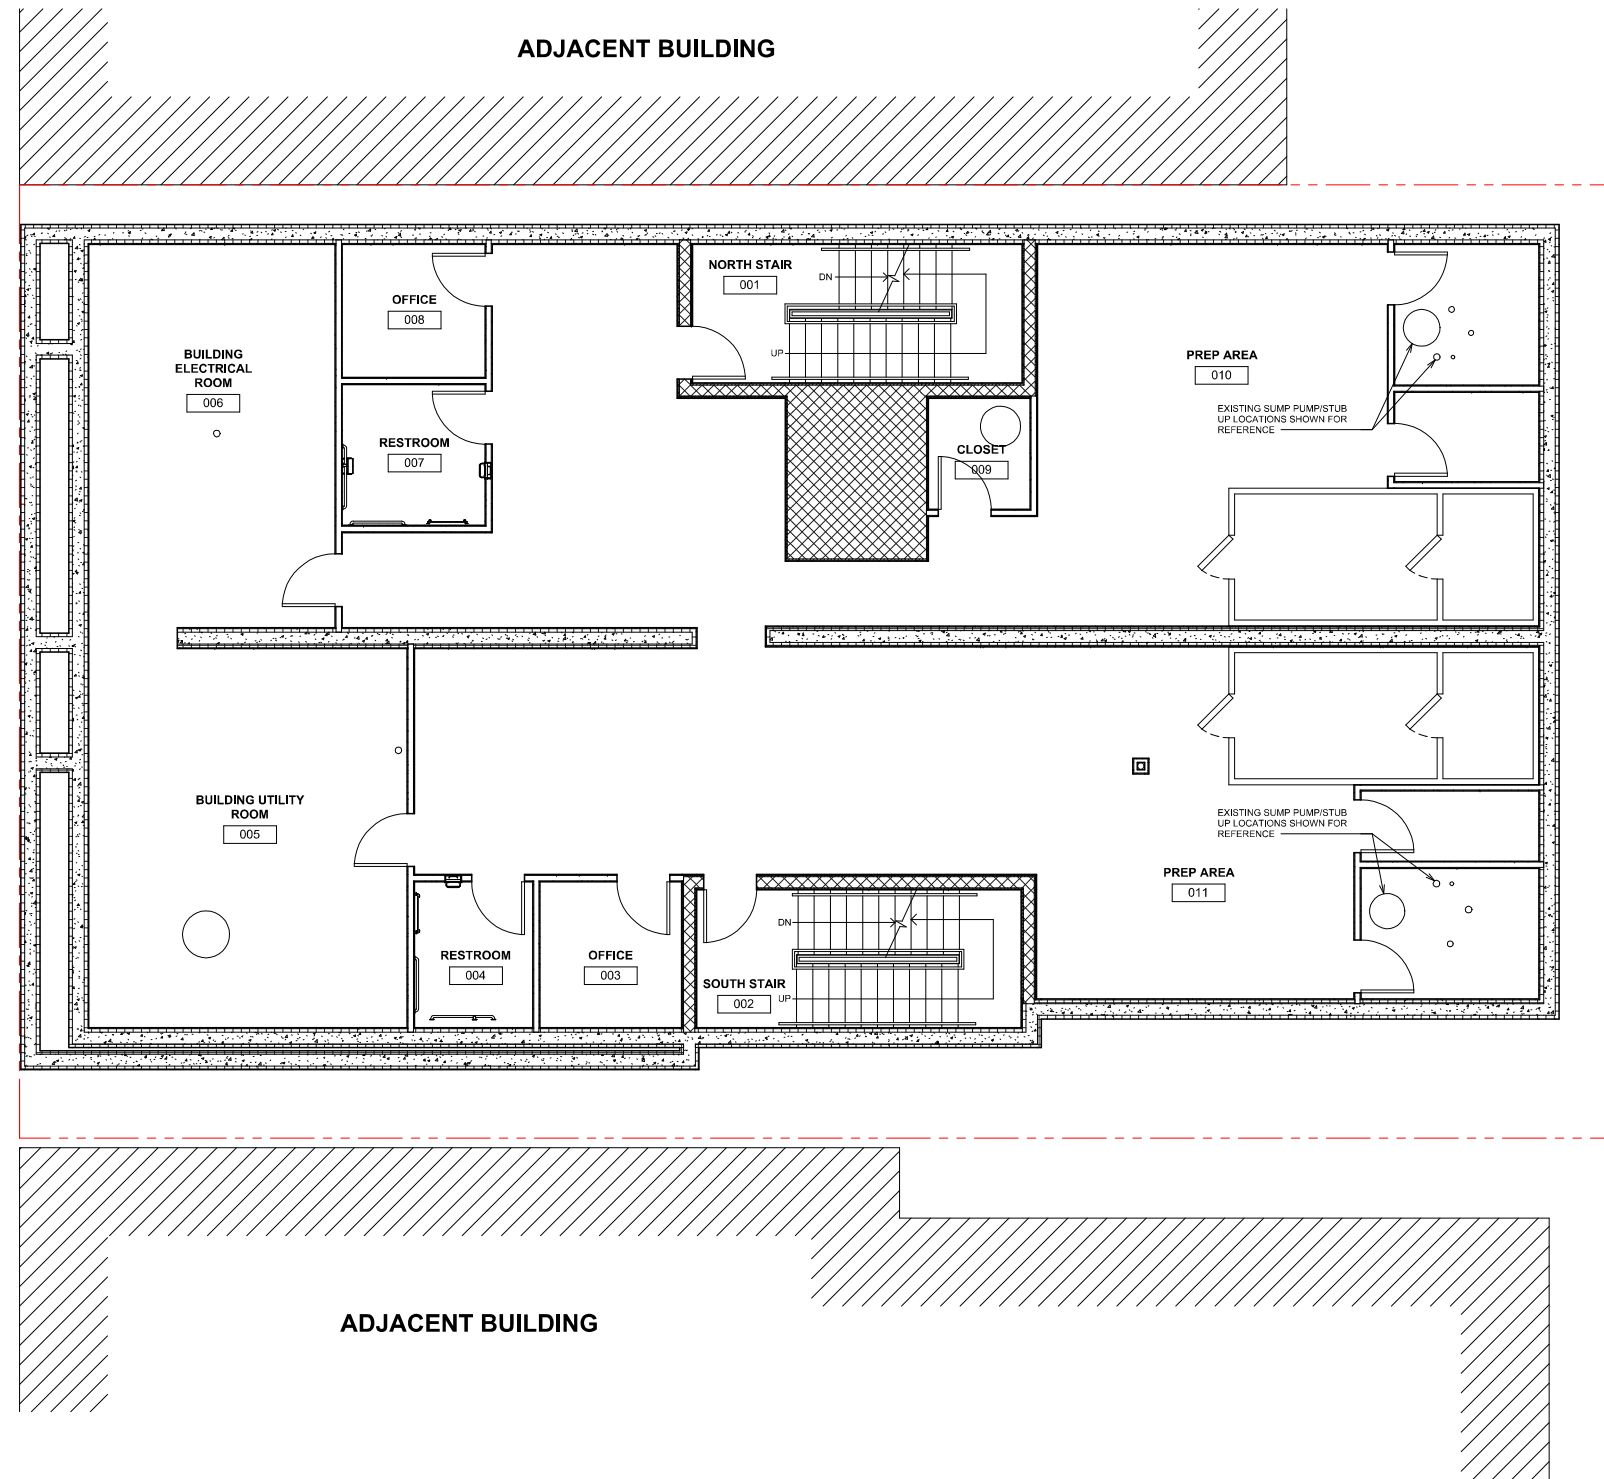 ADJACENT BUILDING
NORTH STAIR
001
DN
UP
OFFICE
008
BUILDING
ELECTRICAL
ROOM
006
PREP AREA
010
EXISTING SUMP PUMP/STUB
UP LOCATIONS SHOWN FOR
REFERENCE
RESTROOM
007
CLOSET
009
BUILDING UTILITY
ROOM
005
EXISTING SUMP PUMP/STUB
UP LOCATIONS SHOWN FOR
REFERENCE
PREP AREA
011
RESTROOM
004
OFFICE
003
DN
SOUTH STAIR
002
UP
ADJACENT BUILDING